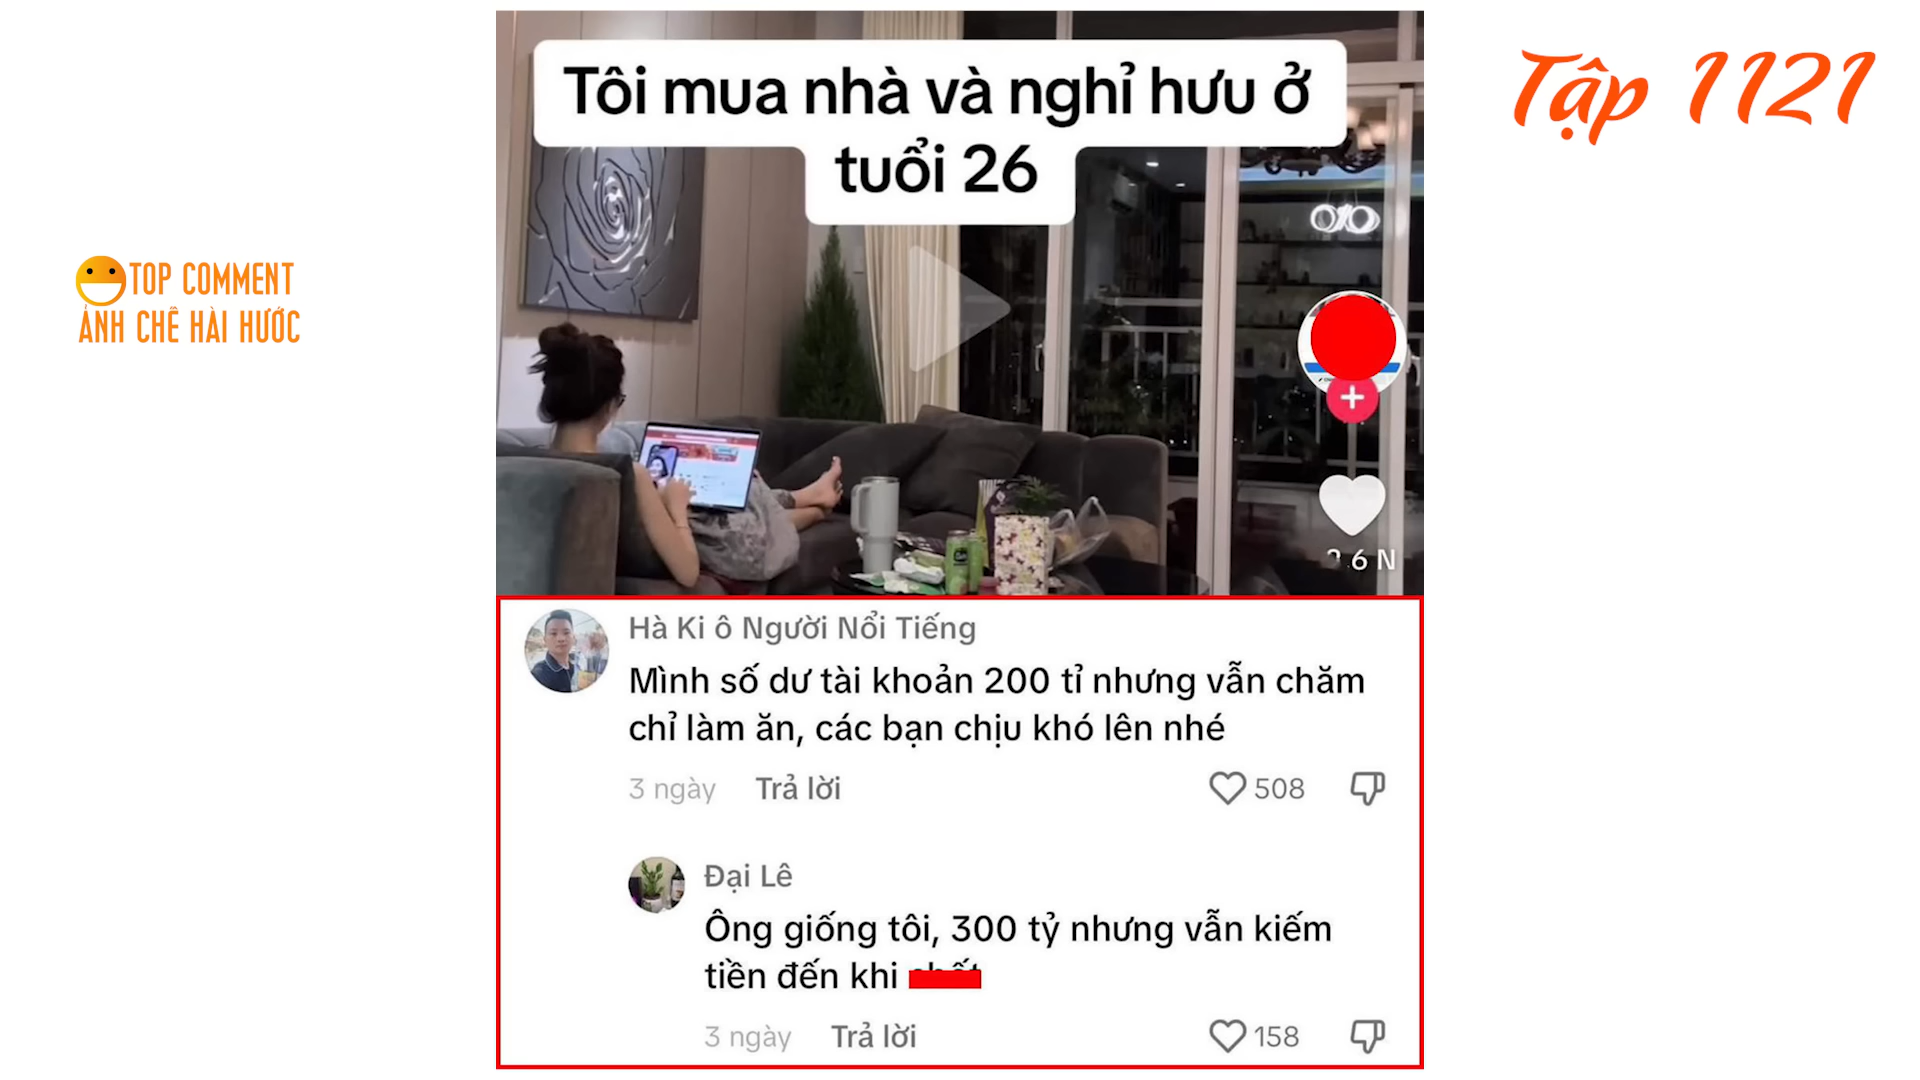 Tôi mua nhà và nghỉ hưu ở
tuổi 26
Tập 1121
TOP COMMENT
ẢNH CHẾ HÀI HƯỚC
6 N
Hà Ki ô Người Nổi Tiếng
Mình số dư tài khoản 200 tỉ nhưng vẫn chăm
chỉ làm ăn, các bạn chịu khó lên nhé
3 ngày Trả lời 508
Đại Lê
Ông giống tôi, 300 tỷ nhưng vẫn kiếm
tiền đến khi
3 ngày Trả lời 158